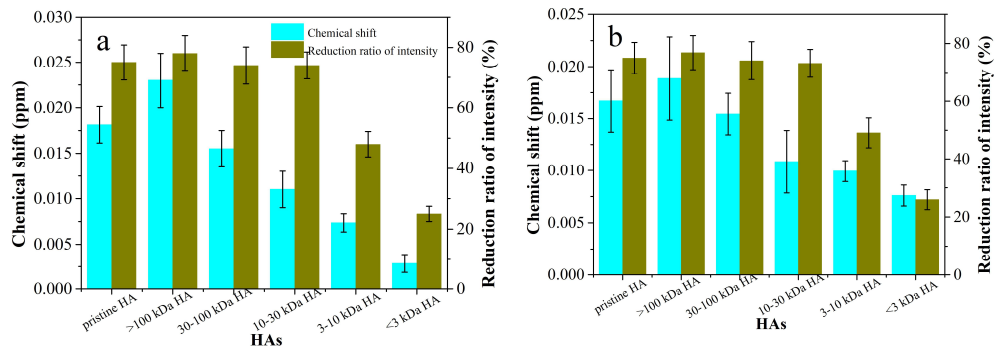 a
Chemical shift
Reduction ratio of intensity
Chemical shift (ppm)
0.030
0.025
0.020
0.015
0.010
0.005
0.000
Reduction ratio of intensity (%)
80
60
40
20
0
pristine HA
>100 kDa HA
30-100 kDa HA
10-30 kDa HA
3-10 kDa HA
<3 kDa HA
HAs
b
Chemical shift (ppm)
0.025
0.020
0.015
0.010
0.005
0.000
Reduction ratio of intensity (%)
80
60
40
20
0
pristine HA
>100 kDa HA
30-100 kDa HA
10-30 kDa HA
3-10 kDa HA
<3 kDa HA
HAs